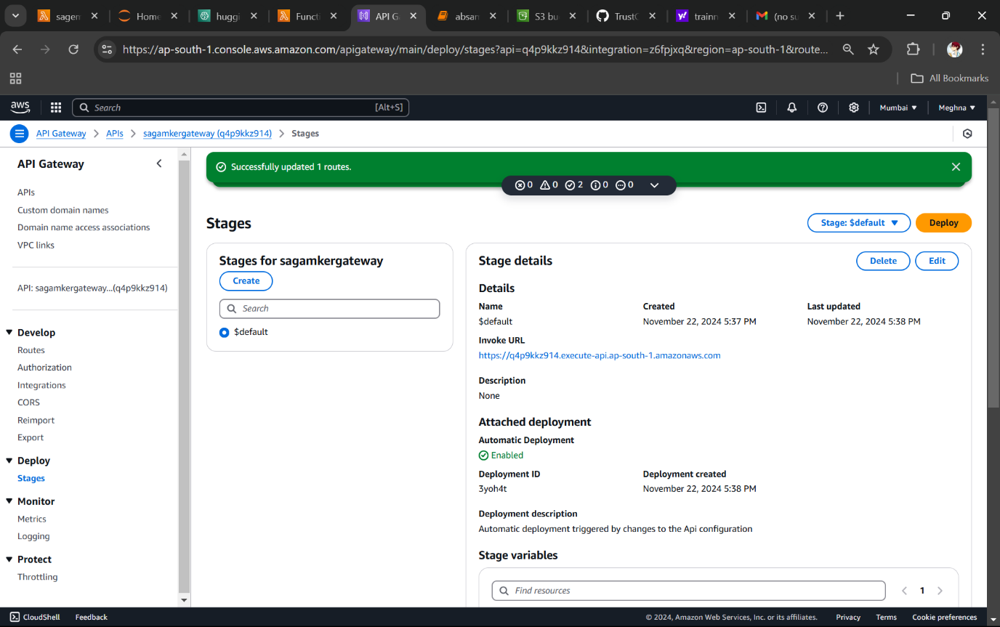 sagem
Home
huggi
Functi
API G
absan
S3 bu
TrustG
trainn
(no su
https://ap-south-1.console.aws.amazon.com/apigateway/main/deploy/stages?api=q4p9kkz914&integration=z6fpjxq&region=ap-south-1&route...
All Bookmarks
aws
Search
[Alt+S]
Mumbai
Meghna
API Gateway
APIs
sagamkergateway (q4p9kkz914)
Stages
API Gateway
APIs
Custom domain names
Domain name access associations
VPC links
API: sagamkergateway...(q4p9kkz914)
Develop
Routes
Authorization
Integrations
CORS
Reimport
Export
Deploy
Stages
Monitor
Metrics
Logging
Protect
Throttling
Successfully updated 1 routes.
0 0 2 0 0
Stages
Stage: $default
Deploy
Stages for sagamkergateway
Create
Search
$default
Stage details
Delete
Edit
Details
Name
$default
Created
November 22, 2024 5:37 PM
Last updated
November 22, 2024 5:38 PM
Invoke URL
https://q4p9kkz914.execute-api.ap-south-1.amazonaws.com
Description
None
Attached deployment
Automatic Deployment
Enabled
Deployment ID
3yoh4t
Deployment created
November 22, 2024 5:38 PM
Deployment description
Automatic deployment triggered by changes to the Api configuration
Stage variables
Find resources
1
CloudShell
Feedback
© 2024, Amazon Web Services, Inc. or its affiliates.
Privacy
Terms
Cookie preferences